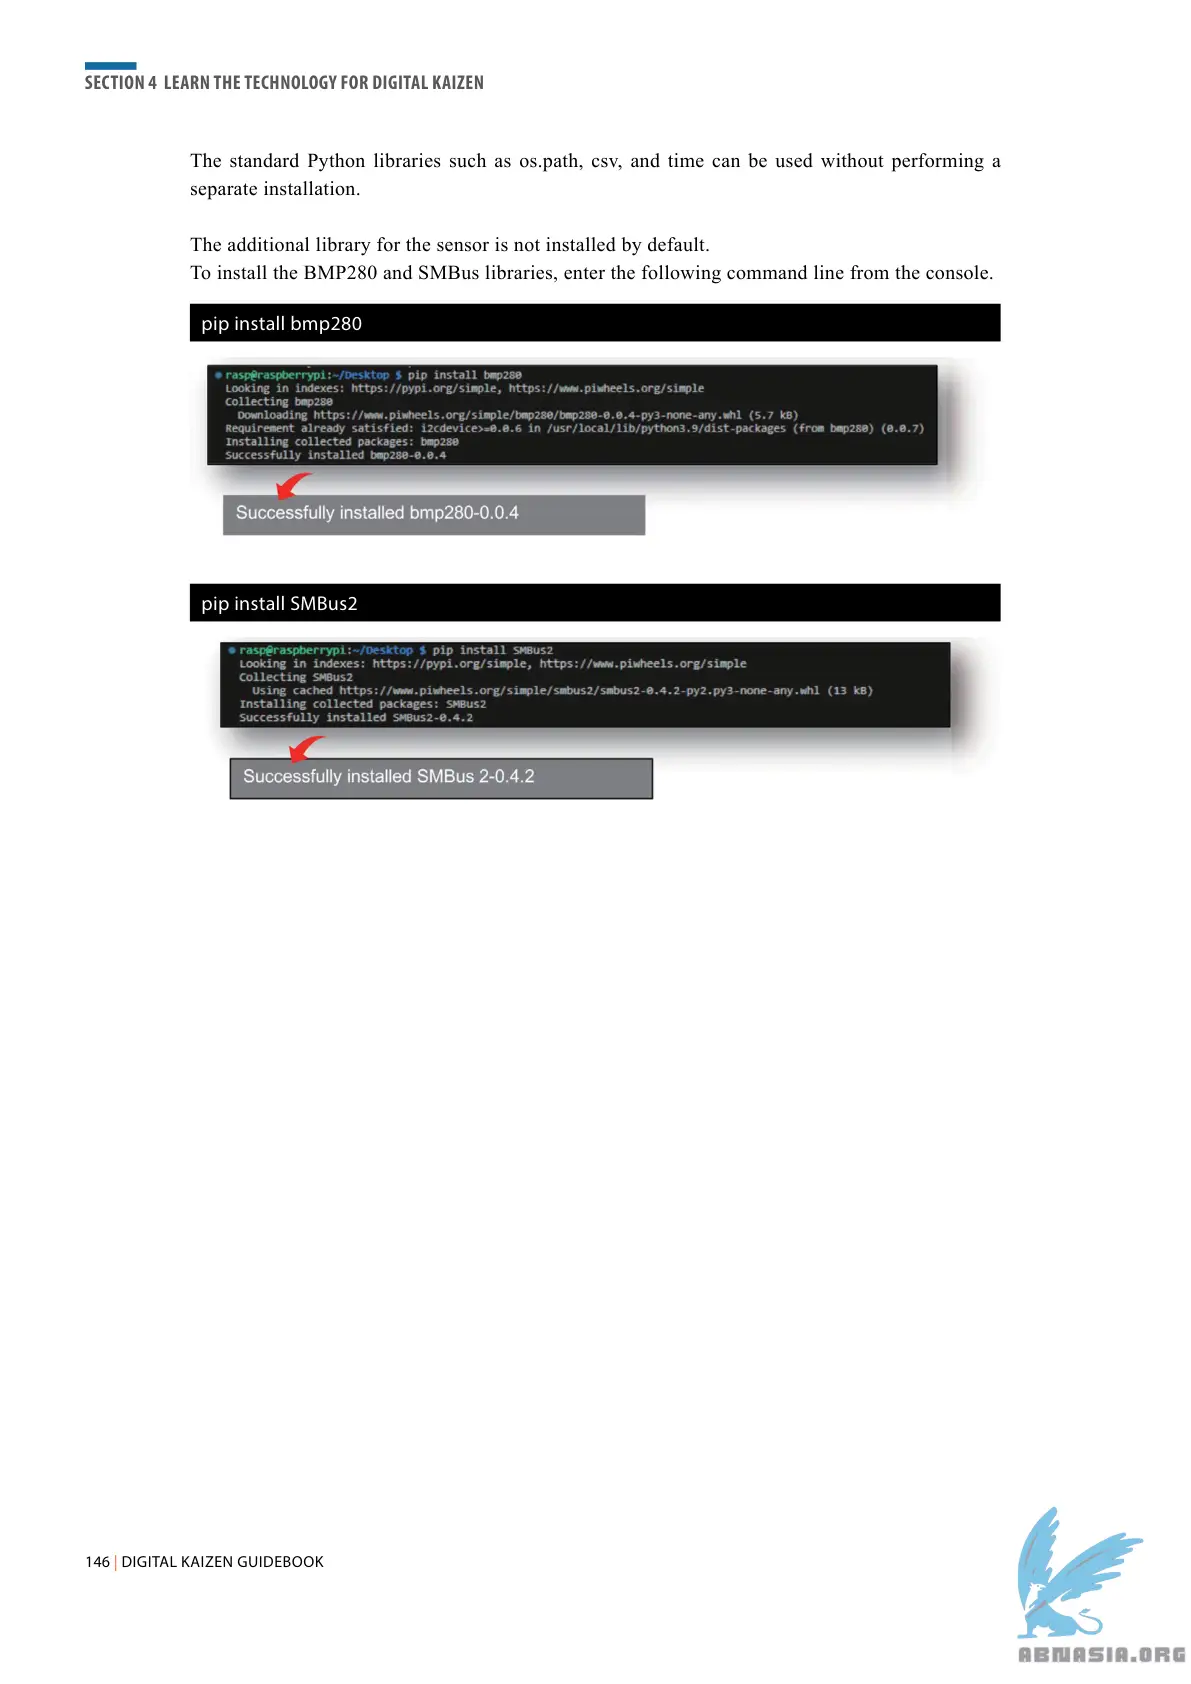 SECTION 4 LEARN THE TECHNOLOGY FOR DIGITAL KAIZEN
The standard Python libraries such as os.path, csv, and time can be used without performing a
separate installation.
The additional library for the sensor is not installed by default.
To install the BMP280 and SMBus libraries, enter the following command line from the console.
pip install bmp280
rasp@raspberrypi:~/Desktop $ pip install bmp280
Looking in indexes: https://pypi.org/simple, https://www.piwheels.org/simple
Collecting bmp280
Downloading https://www.piwheels.org/simple/bmp280/bmp280-0.0.4-py3-none-any.whl (5.7 kB)
Requirement already satisfied: i2cdevice>=0.0.6 in /usr/local/lib/python3.9/dist-packages (from bmp280) (0.0.7)
Installing collected packages: bmp280
Successfully installed bmp280-0.0.4
Successfully installed bmp280-0.0.4
pip install SMBus2
rasp@raspberrypi:~/Desktop $ pip install SMBus2
Looking in indexes: https://pypi.org/simple, https://www.piwheels.org/simple
Collecting SMBus2
Using cached https://www.piwheels.org/simple/smbus2/smbus2-0.4.2-py2.py3-none-any.whl (13 kB)
Installing collected packages: SMBus2
Successfully installed SMBus2-0.4.2
Successfully installed SMBus 2-0.4.2
146 | DIGITAL KAIZEN GUIDEBOOK
ABNASIA.ORG